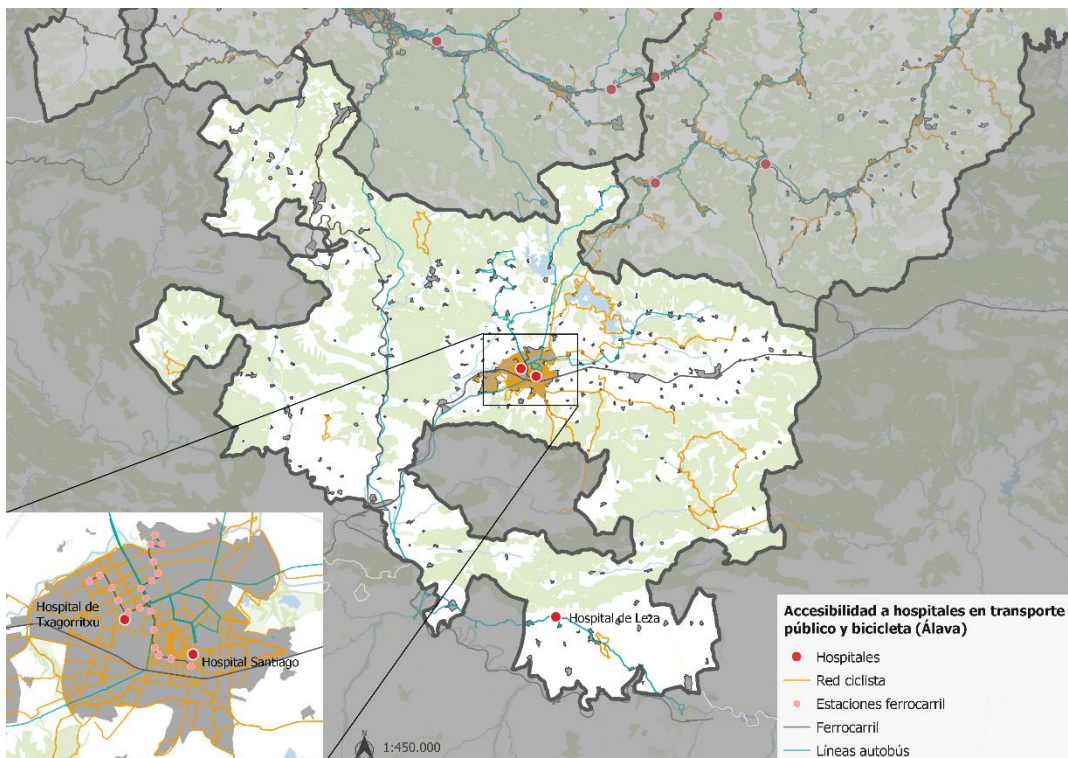 Hospital de Leza
Hospital de
Txagorritxu
Hospital Santiago
N
1:450.000
Accesibilidad a hospitales en transporte
público y bicicleta (Álava)
Hospitales
Red ciclista
Estaciones ferrocarril
Ferrocarril
Líneas autobús